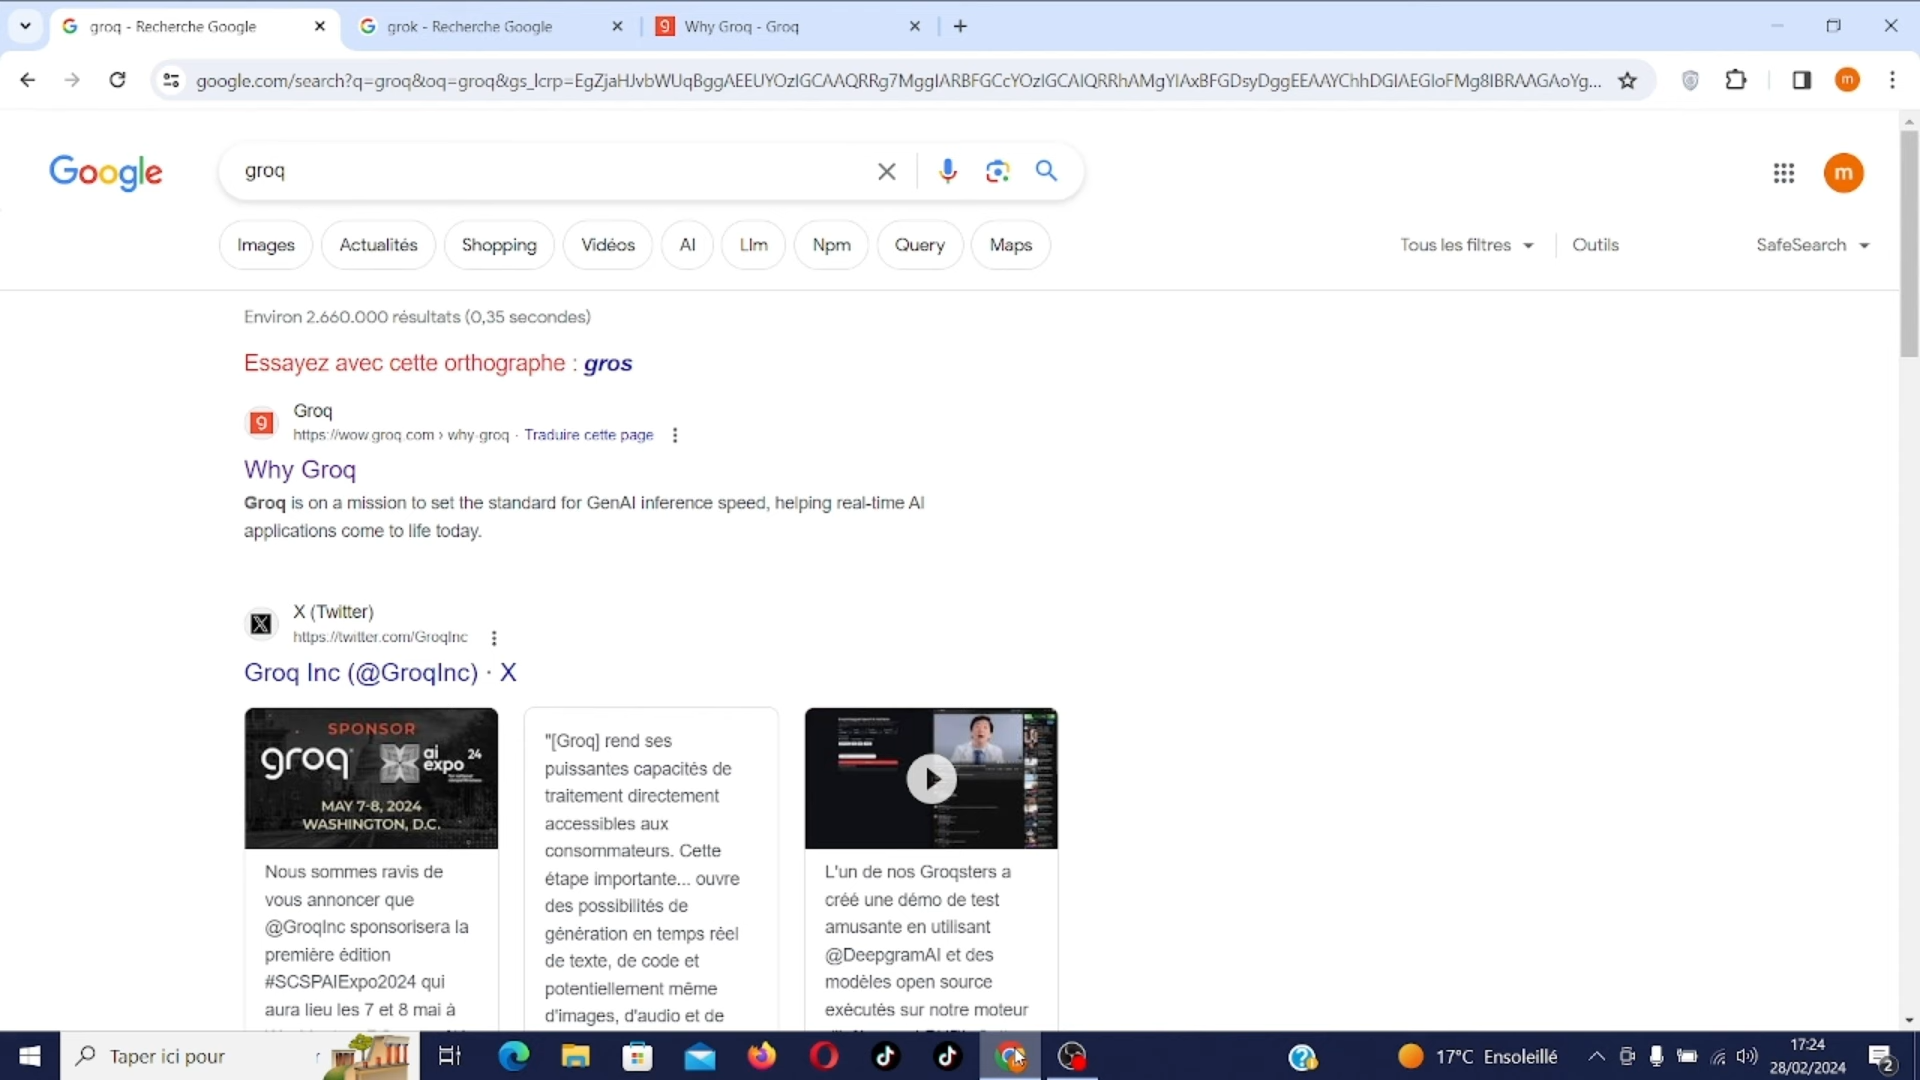 groq - Recherche Google
grok - Recherche Google
9
Why Groq - Groq
google.com/search?q=groq&oq=groq&gs_lcrp=EgZjaHJvbWUqBggAEEUYOzIGCAAQRRg7MggIARBFGCcYOzIGCAIQRRhAMgYIAxBFGDsyDggEEAAYChhDGIAEGIoFMg8IBRAAGAoYg...
m
Google
groq
m
Images
Actualités
Shopping
Vidéos
AI
Llm
Npm
Query
Maps
Tous les filtres
Outils
SafeSearch
Environ 2.660.000 résultats (0,35 secondes)
Essayez avec cette orthographe : gros
9
Groq
https://wow.groq.com › why-groq · Traduire cette page
Why Groq
Groq is on a mission to set the standard for GenAI inference speed, helping real-time AI
applications come to life today.
X (Twitter)
https://twitter.com/GroqInc
Groq Inc (@GroqInc) · X
SPONSOR
groq
ai
expo 24
MAY 7-8, 2024
WASHINGTON, D.C.
Nous sommes ravis de
vous annoncer que
@GroqInc sponsorisera la
première édition
#SCSPAIExpo2024 qui
aura lieu les 7 et 8 mai à
"[Groq] rend ses
puissantes capacités de
traitement directement
accessibles aux
consommateurs. Cette
étape importante... ouvre
des possibilités de
génération en temps réel
de texte, de code et
potentiellement même
d'images, d'audio et de
L'un de nos Groqsters a
créé une démo de test
amusante en utilisant
@DeepgramAI et des
modèles open source
exécutés sur notre moteur
Taper ici pour
17°C Ensoleillé
17:24
28/02/2024
2